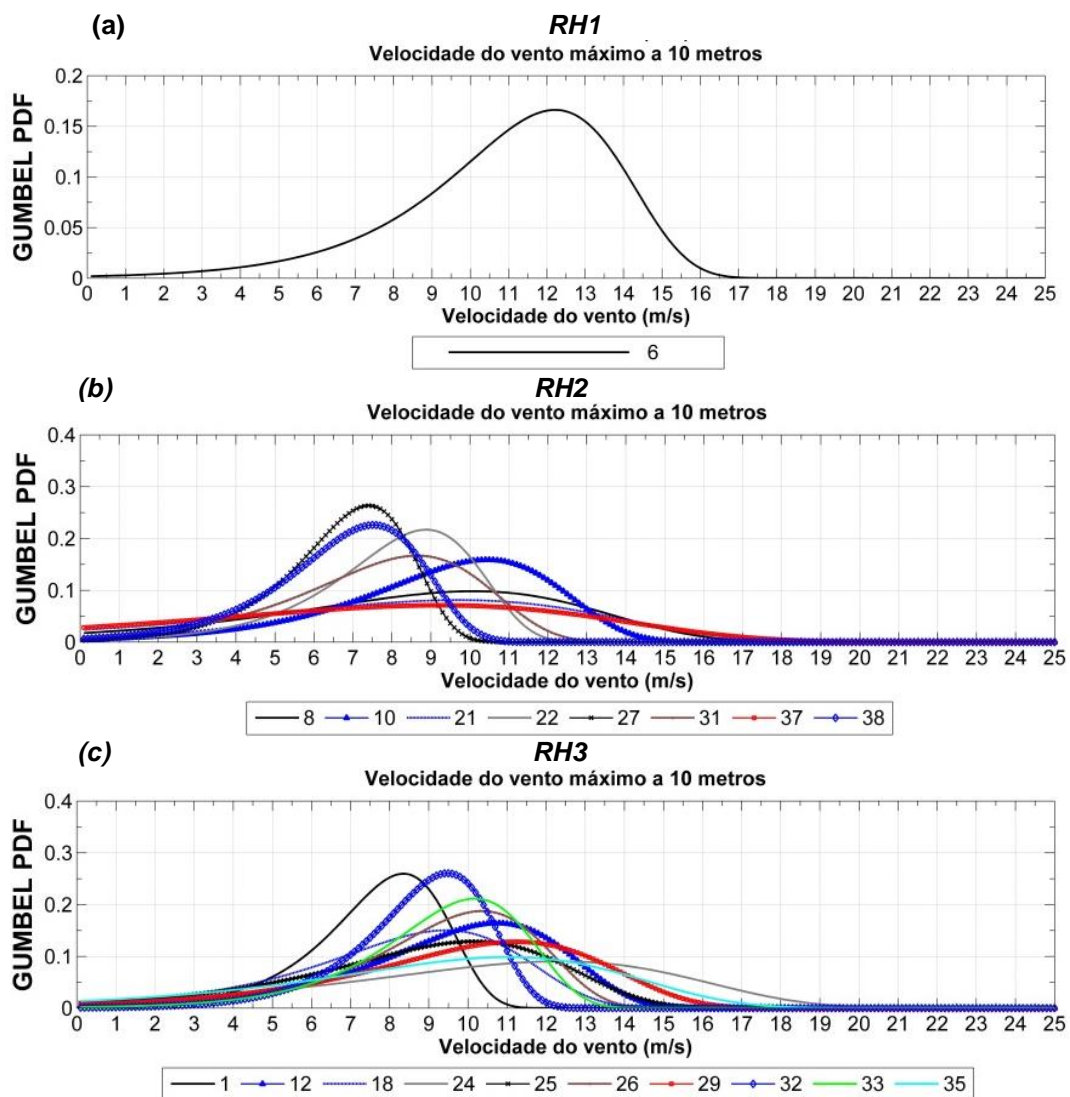 (a) RH1
Velocidade do vento máximo a 10 metros
GUMBEL PDF
0.2
0.15
0.1
0.05
0
0 1 2 3 4 5 6 7 8 9 10 11 12 13 14 15 16 17 18 19 20 21 22 23 24 25
Velocidade do vento (m/s)
6
(b) RH2
Velocidade do vento máximo a 10 metros
GUMBEL PDF
0.4
0.3
0.2
0.1
0
0 1 2 3 4 5 6 7 8 9 10 11 12 13 14 15 16 17 18 19 20 21 22 23 24 25
Velocidade do vento (m/s)
8 10 21 22 27 31 37 38
(c) RH3
Velocidade do vento máximo a 10 metros
GUMBEL PDF
0.4
0.3
0.2
0.1
0
0 1 2 3 4 5 6 7 8 9 10 11 12 13 14 15 16 17 18 19 20 21 22 23 24 25
Velocidade do vento (m/s)
1 12 18 24 25 26 29 32 33 35